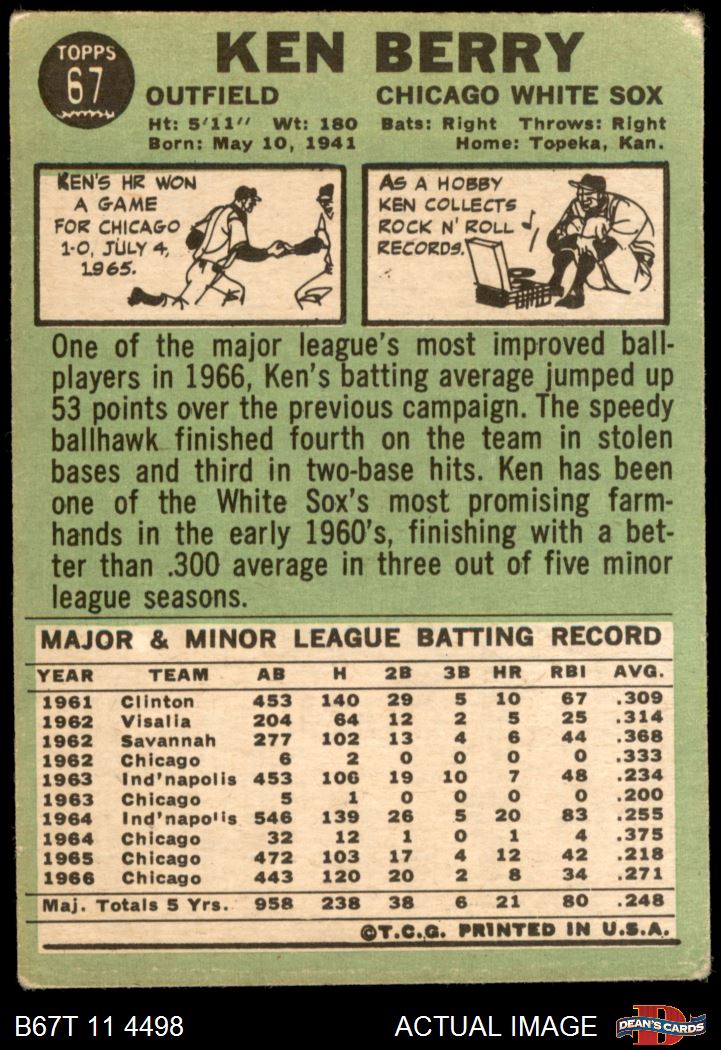 TOPPS
67
KEN BERRY
OUTFIELD CHICAGO WHITE SOX
Ht: 5'11" Wt: 180 Bats: Right Throws: Right
Born: May 10, 1941 Home: Topeka, Kan.
KEN'S HR WON
A GAME
FOR CHICAGO
1-0, JULY 4,
1965.
AS A HOBBY
KEN COLLECTS
ROCK N' ROLL
RECORDS.
One of the major league's most improved ball-
players in 1966, Ken's batting average jumped up
53 points over the previous campaign. The speedy
ballhawk finished fourth on the team in stolen
bases and third in two-base hits. Ken has been
one of the White Sox's most promising farm-
hands in the early 1960's, finishing with a bet-
ter than .300 average in three out of five minor
league seasons.
MAJOR & MINOR LEAGUE BATTING RECORD
YEAR TEAM AB H 2B 3B HR RBI AVG.
1961 Clinton 453 140 29 5 10 67 .309
1962 Visalia 204 64 12 2 5 25 .314
1962 Savannah 277 102 13 4 6 44 .368
1962 Chicago 6 2 0 0 0 0 .333
1963 Ind'napolis 453 106 19 10 7 48 .234
1963 Chicago 5 1 0 0 0 0 .200
1964 Ind'napolis 546 139 26 5 20 83 .255
1964 Chicago 32 12 1 0 1 4 .375
1965 Chicago 472 103 17 4 12 42 .218
1966 Chicago 443 120 20 2 8 34 .271
Maj. Totals 5 Yrs. 958 238 38 6 21 80 .248
©T.C.G. PRINTED IN U.S.A.
B67T 11 4498 ACTUAL IMAGE
D
DEAN'S CARDS